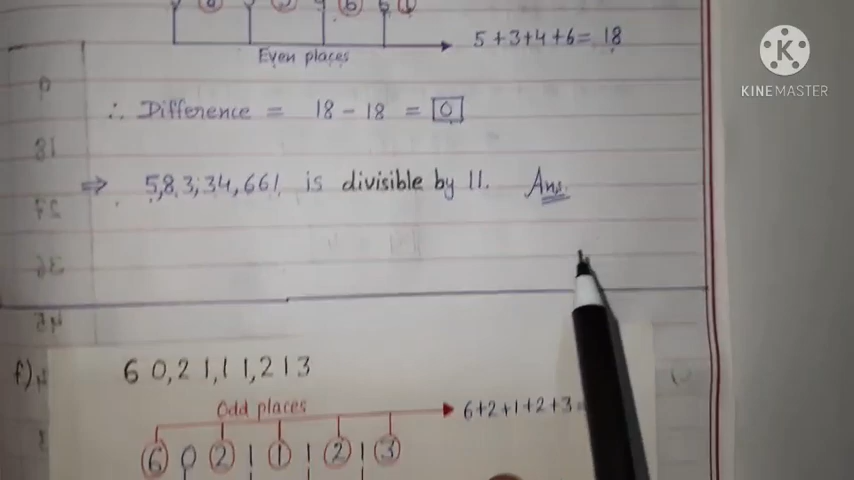 5+3+4+6= 18
Even places
KINEMASTER
∴ Difference = 18 - 18 = 0
⇒ 5,8 3,34,661 is divisible by 11. Ans.
f) 6 0,2 1,1 1,2 1 3
Odd places
6+2+1+2+3=
6 0 2 1 1 1 2 1 3